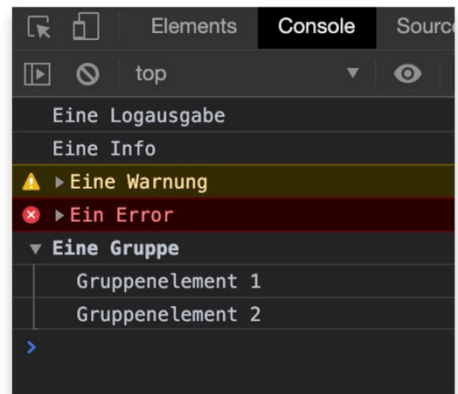 Elements Console Sourc
top
Eine Logausgabe
Eine Info
Eine Warnung
Ein Error
Eine Gruppe
Gruppenelement 1
Gruppenelement 2